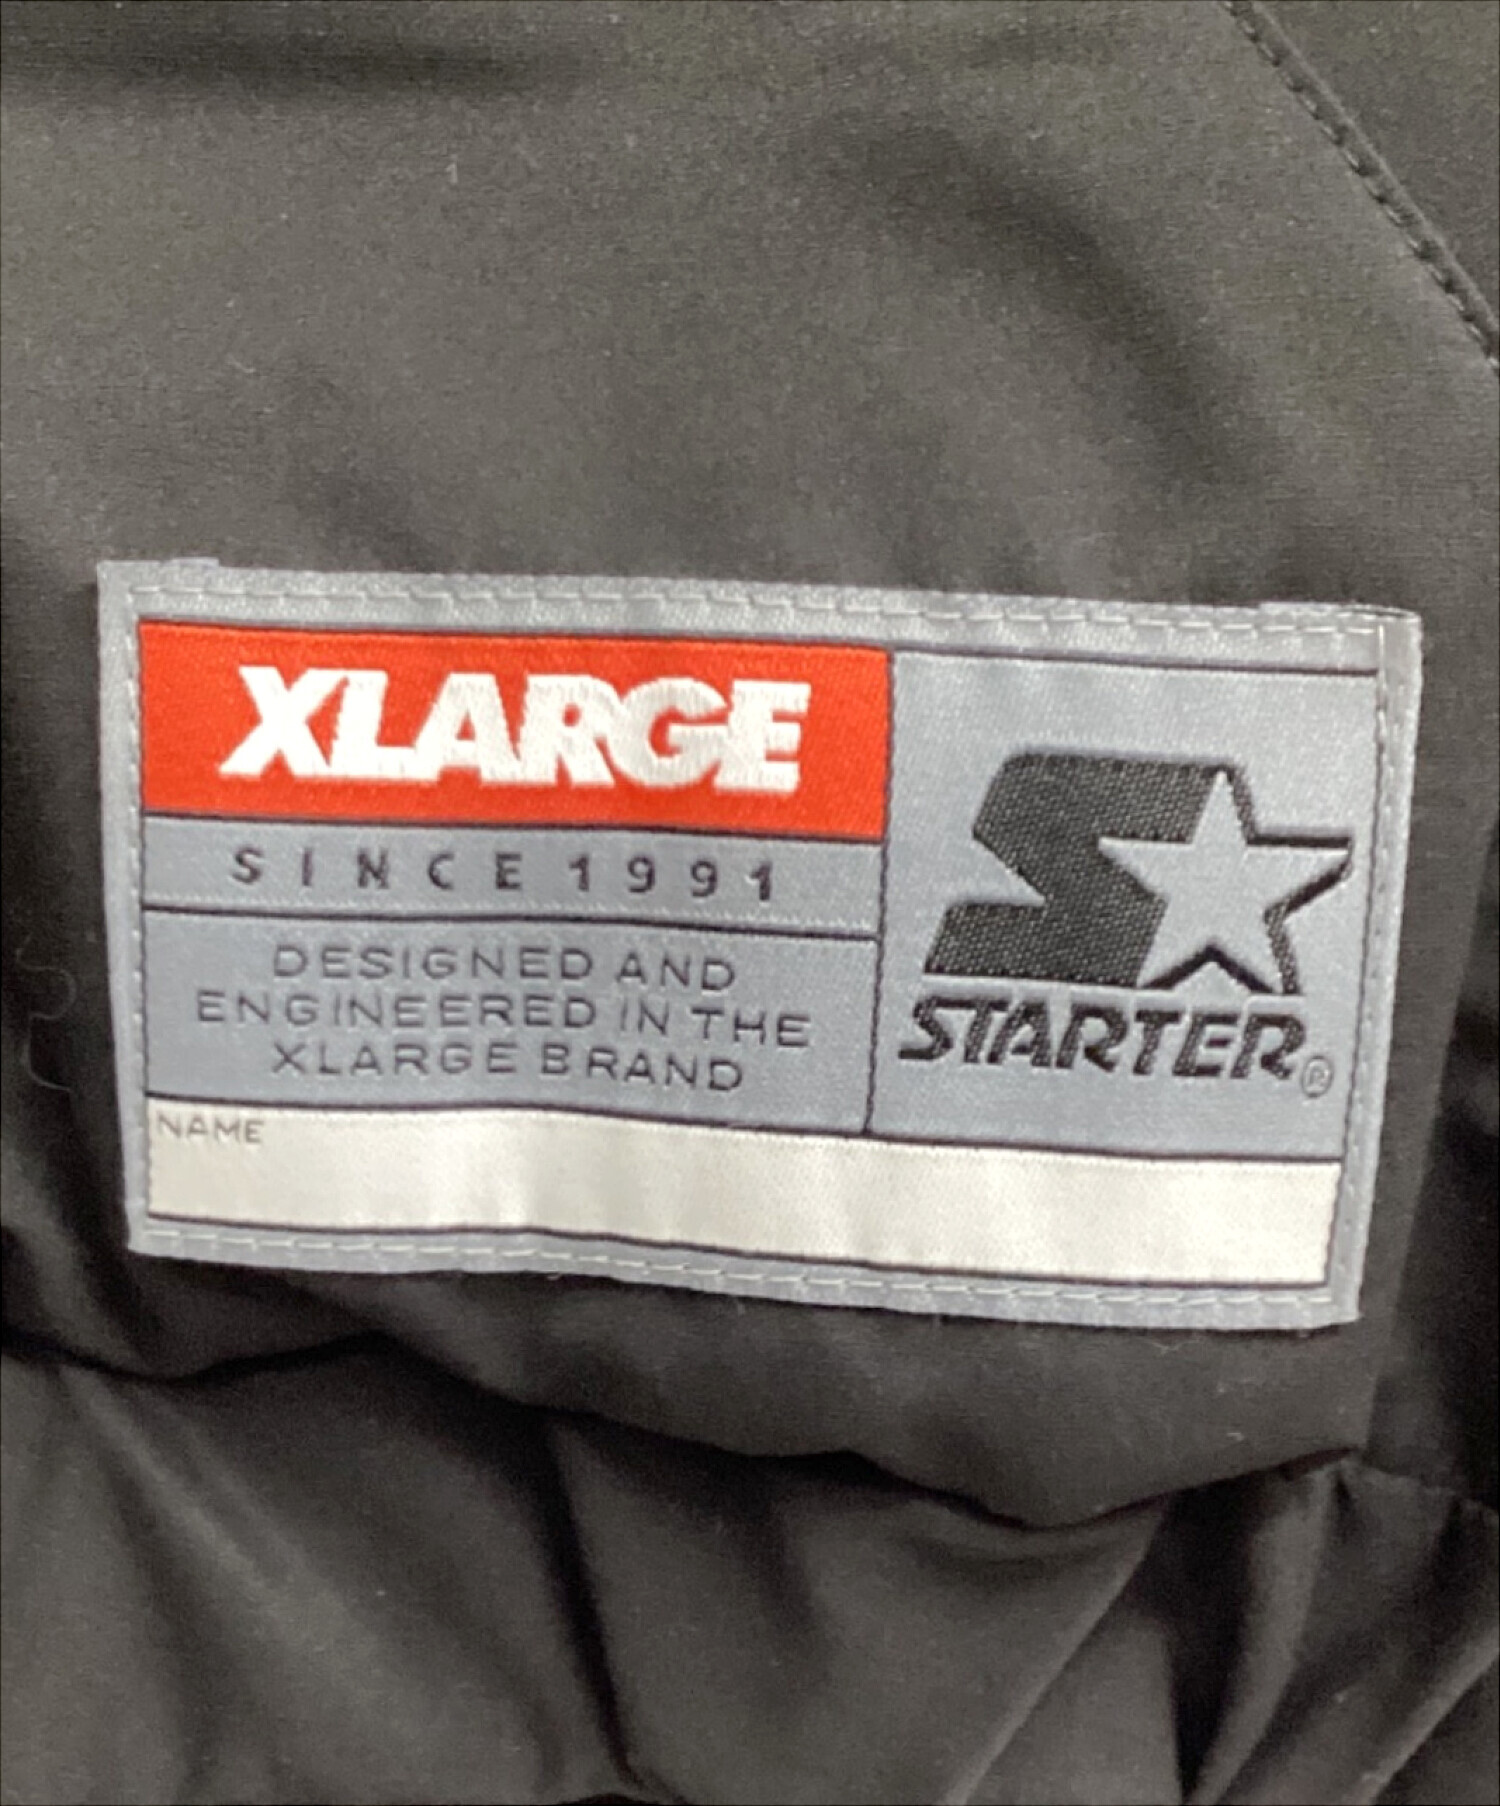 XLARGE
SINCE 1991
DESIGNED AND
ENGINEERED IN THE
XLARGE BRAND
STARTER®
NAME